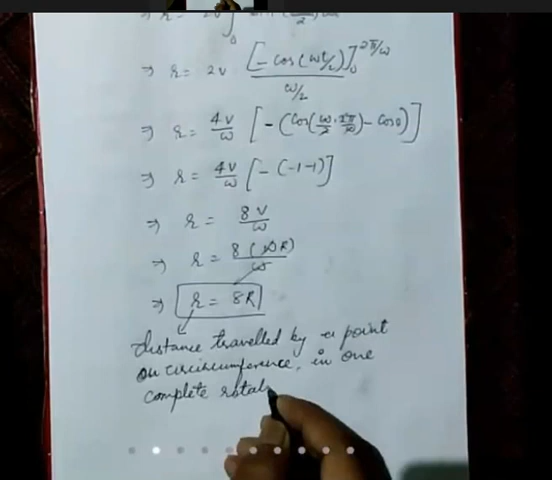 ⇒ r = 2v [-cos(ωt/2)]₀^2π/ω / ω/2
⇒ r = 4v/ω [-(cos(ω/2 · 2π/ω) - cos0)]
⇒ r = 4v/ω [-(-1-1)]
⇒ r = 8v/ω
⇒ r = 8(ωR)/ω
⇒ r = 8R
distance travelled by a point
on circumference, in one
complete rotat